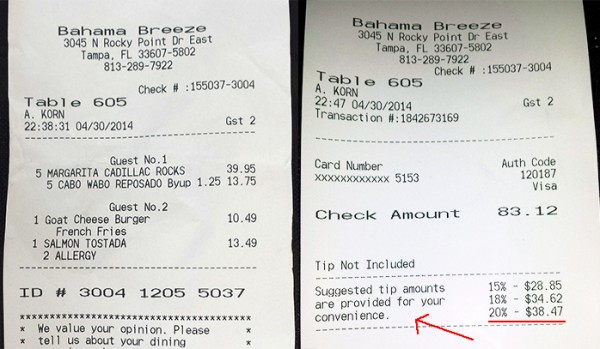 Bahama Breeze
3045 N Rocky Point Dr East
Tampa, FL 33607-5802
813-289-7922
Check # :155037-3004
Table 605
A. KORN
22:38:31 04/30/2014 Gst 2
Guest No.1
5 MARGARITA CADILLAC ROCKS 39.95
5 CABO WABO REPOSADO Byup 1.25 13.75
Guest No.2
1 Goat Cheese Burger 10.49
French Fries
1 SALMON TOSTADA 13.49
2 ALLERGY
ID # 3004 1205 5037
************************************
* We value your opinion. Please *
* tell us about your dining *
Bahama Breeze
3045 N Rocky Point Dr East
Tampa, FL 33607-5802
813-289-7922
Check # :155037-3004
Table 605
A. KORN
22:47 04/30/2014 Gst 2
Transaction #:1842673169
Card Number Auth Code
XXXXXXXXXXXX 5153 120187
Visa
Check Amount 83.12
Tip Not Included
Suggested tip amounts 15% - $28.85
are provided for your 18% - $34.62
convenience. 20% - $38.47